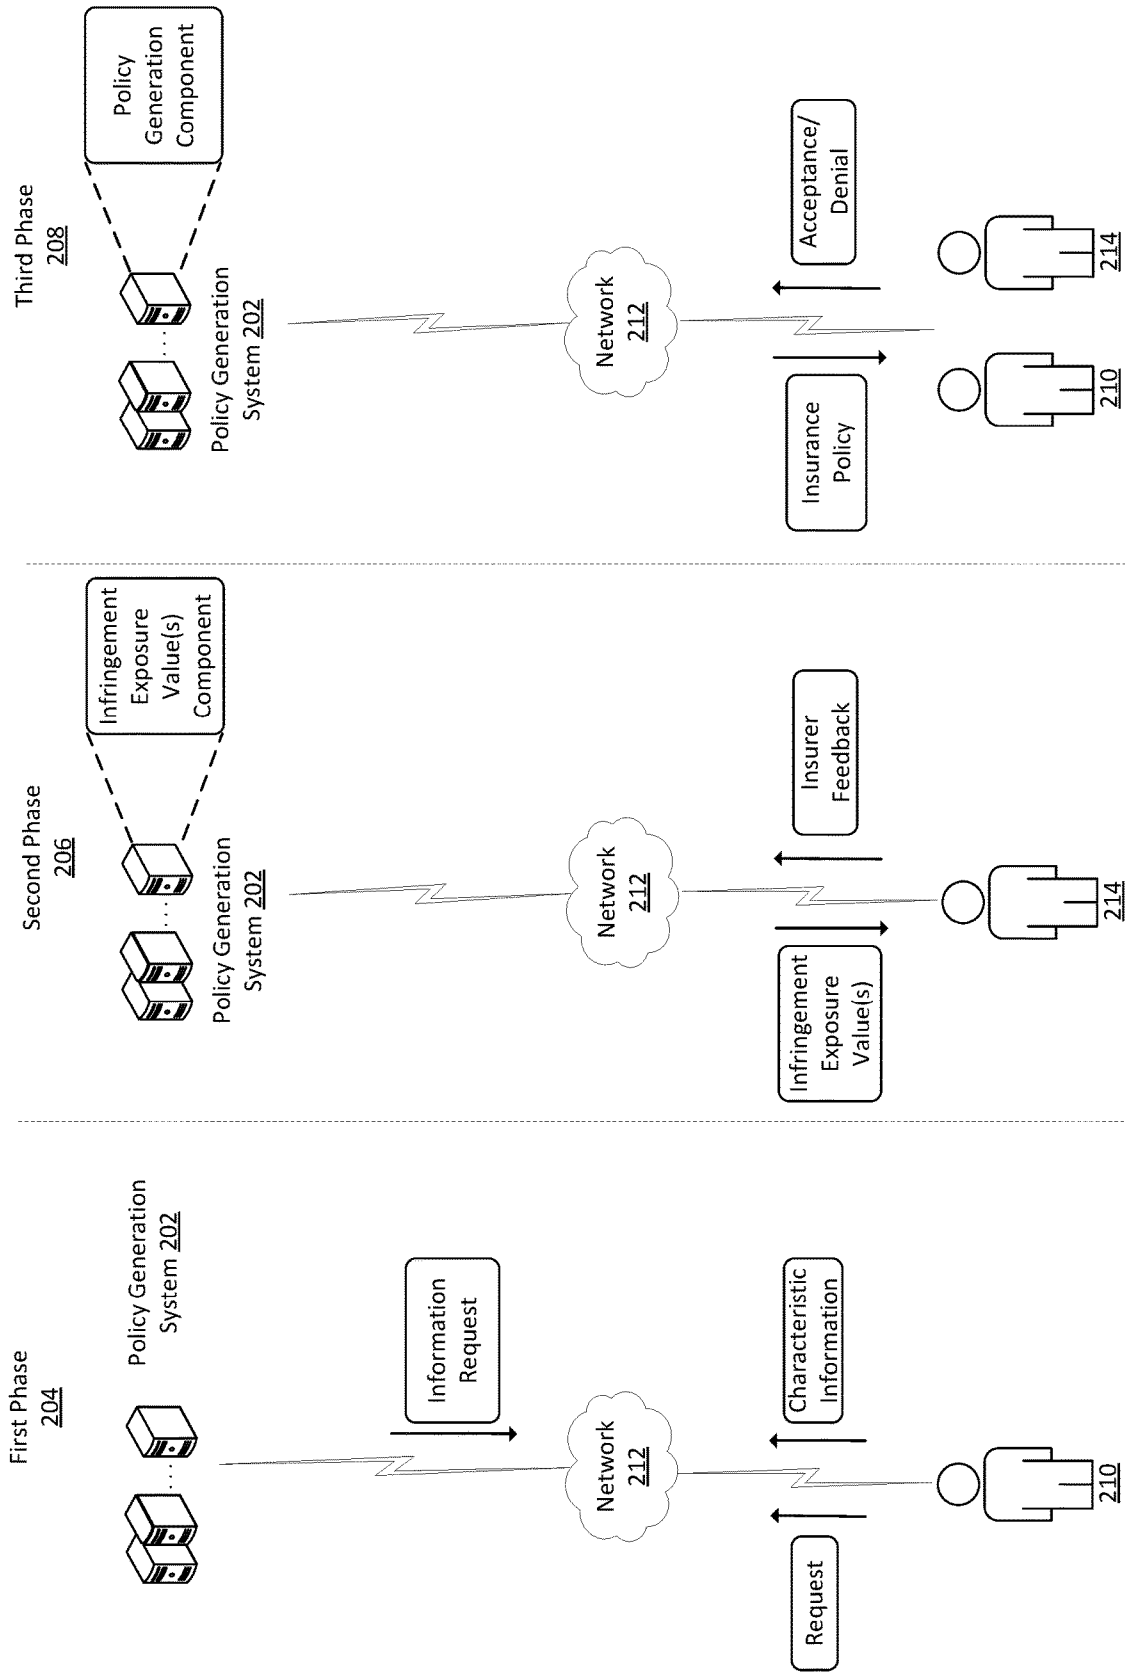 First Phase
204
Policy Generation
System 202
Information
Request
Network
212
Request
Characteristic
Information
210
Second Phase
206
Infringement
Exposure
Value(s)
Component
Policy Generation
System 202
Network
212
Infringement
Exposure
Value(s)
Insurer
Feedback
214
Third Phase
208
Policy
Generation
Component
Policy Generation
System 202
Network
212
Insurance
Policy
Acceptance/
Denial
210
214